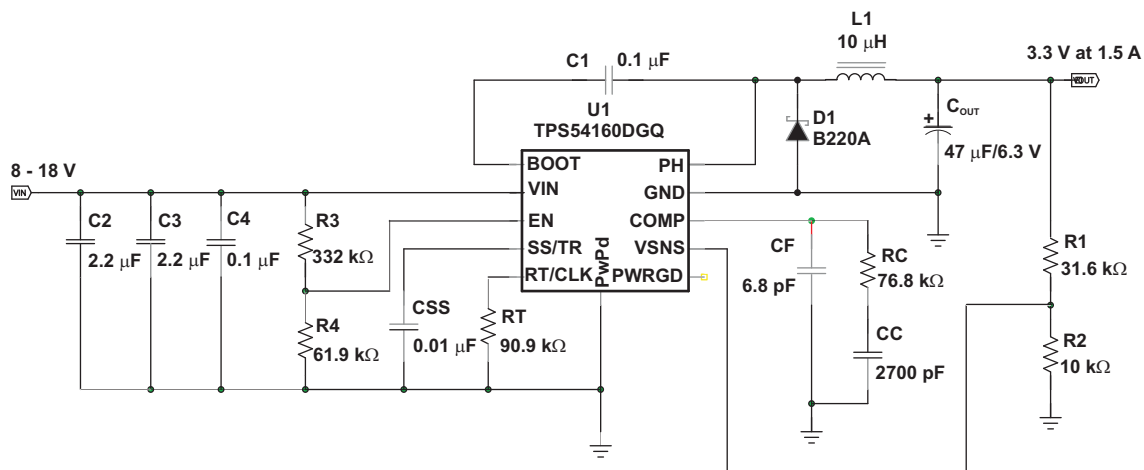 L1
10 μH
3.3 V at 1.5 A
C1
0.1 μF
U1
TPS54160DGQ
D1
B220A
C_OUT
+
47 μF/6.3 V
8 - 18 V
VIN
BOOT
PH
VIN
GND
EN
COMP
SS/TR
VSNS
RT/CLK
PwPd
PWRGD
C2
2.2 μF
C3
2.2 μF
C4
0.1 μF
R3
332 kΩ
R4
61.9 kΩ
CSS
0.01 μF
RT
90.9 kΩ
CF
6.8 pF
RC
76.8 kΩ
CC
2700 pF
R1
31.6 kΩ
R2
10 kΩ